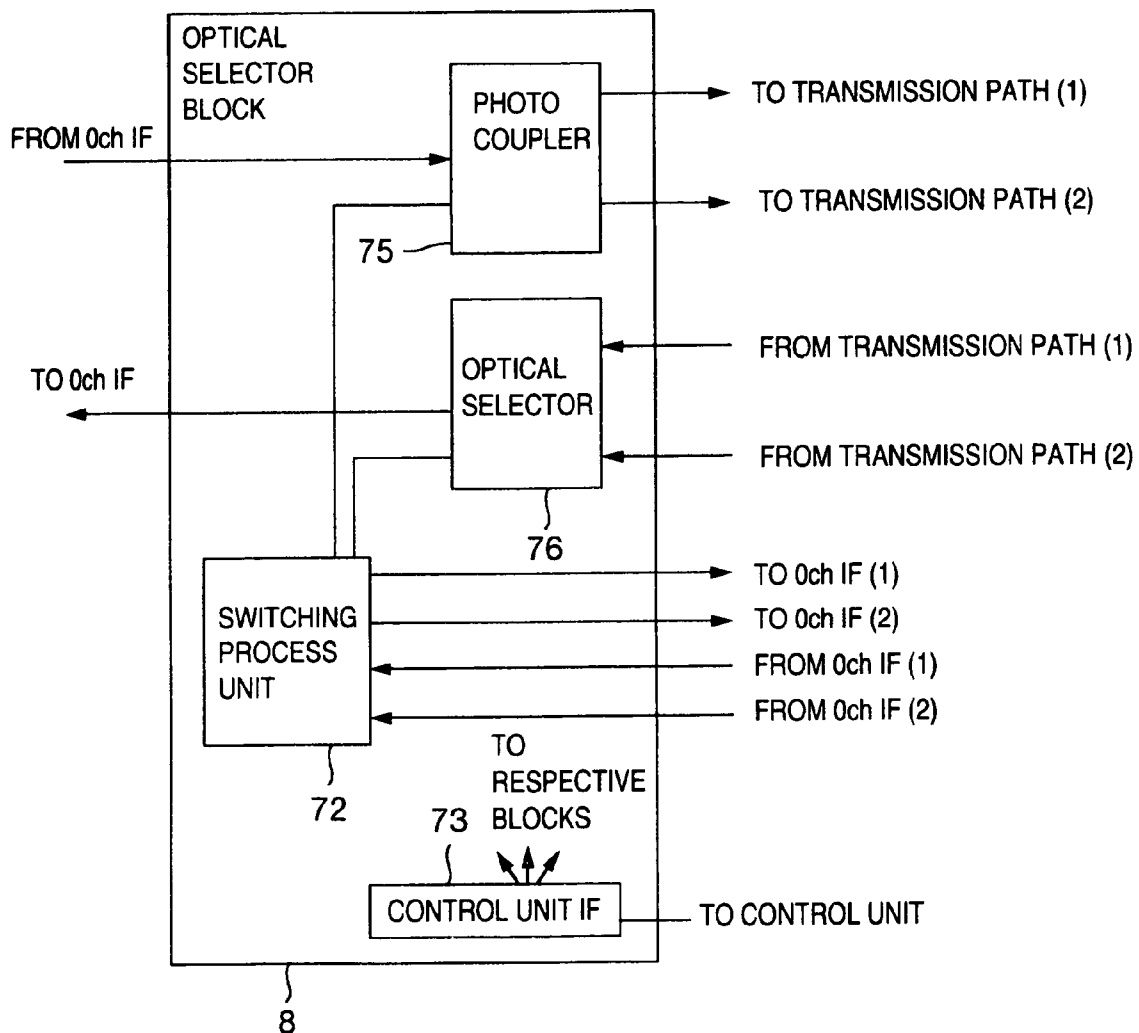 OPTICAL
SELECTOR
BLOCK
PHOTO
COUPLER
TO TRANSMISSION PATH (1)
FROM 0ch IF
TO TRANSMISSION PATH (2)
75
OPTICAL
SELECTOR
FROM TRANSMISSION PATH (1)
TO 0ch IF
FROM TRANSMISSION PATH (2)
76
SWITCHING
PROCESS
UNIT
TO 0ch IF (1)
TO 0ch IF (2)
FROM 0ch IF (1)
FROM 0ch IF (2)
72
TO
RESPECTIVE
BLOCKS
73
CONTROL UNIT IF
TO CONTROL UNIT
8